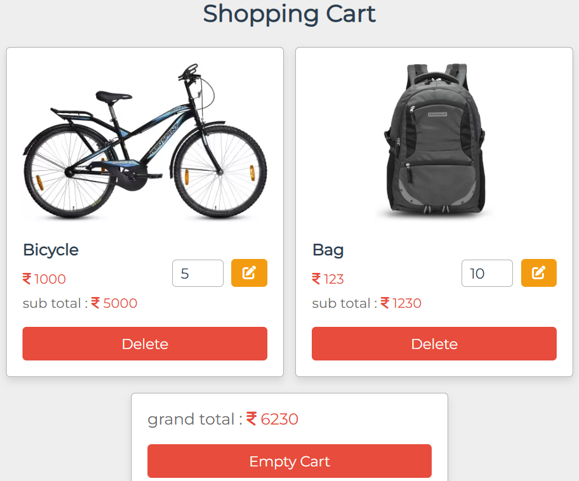 Shopping Cart
Bicycle
₹ 1000
5
sub total : ₹ 5000
Delete
Bag
₹ 123
10
sub total : ₹ 1230
Delete
grand total : ₹ 6230
Empty Cart